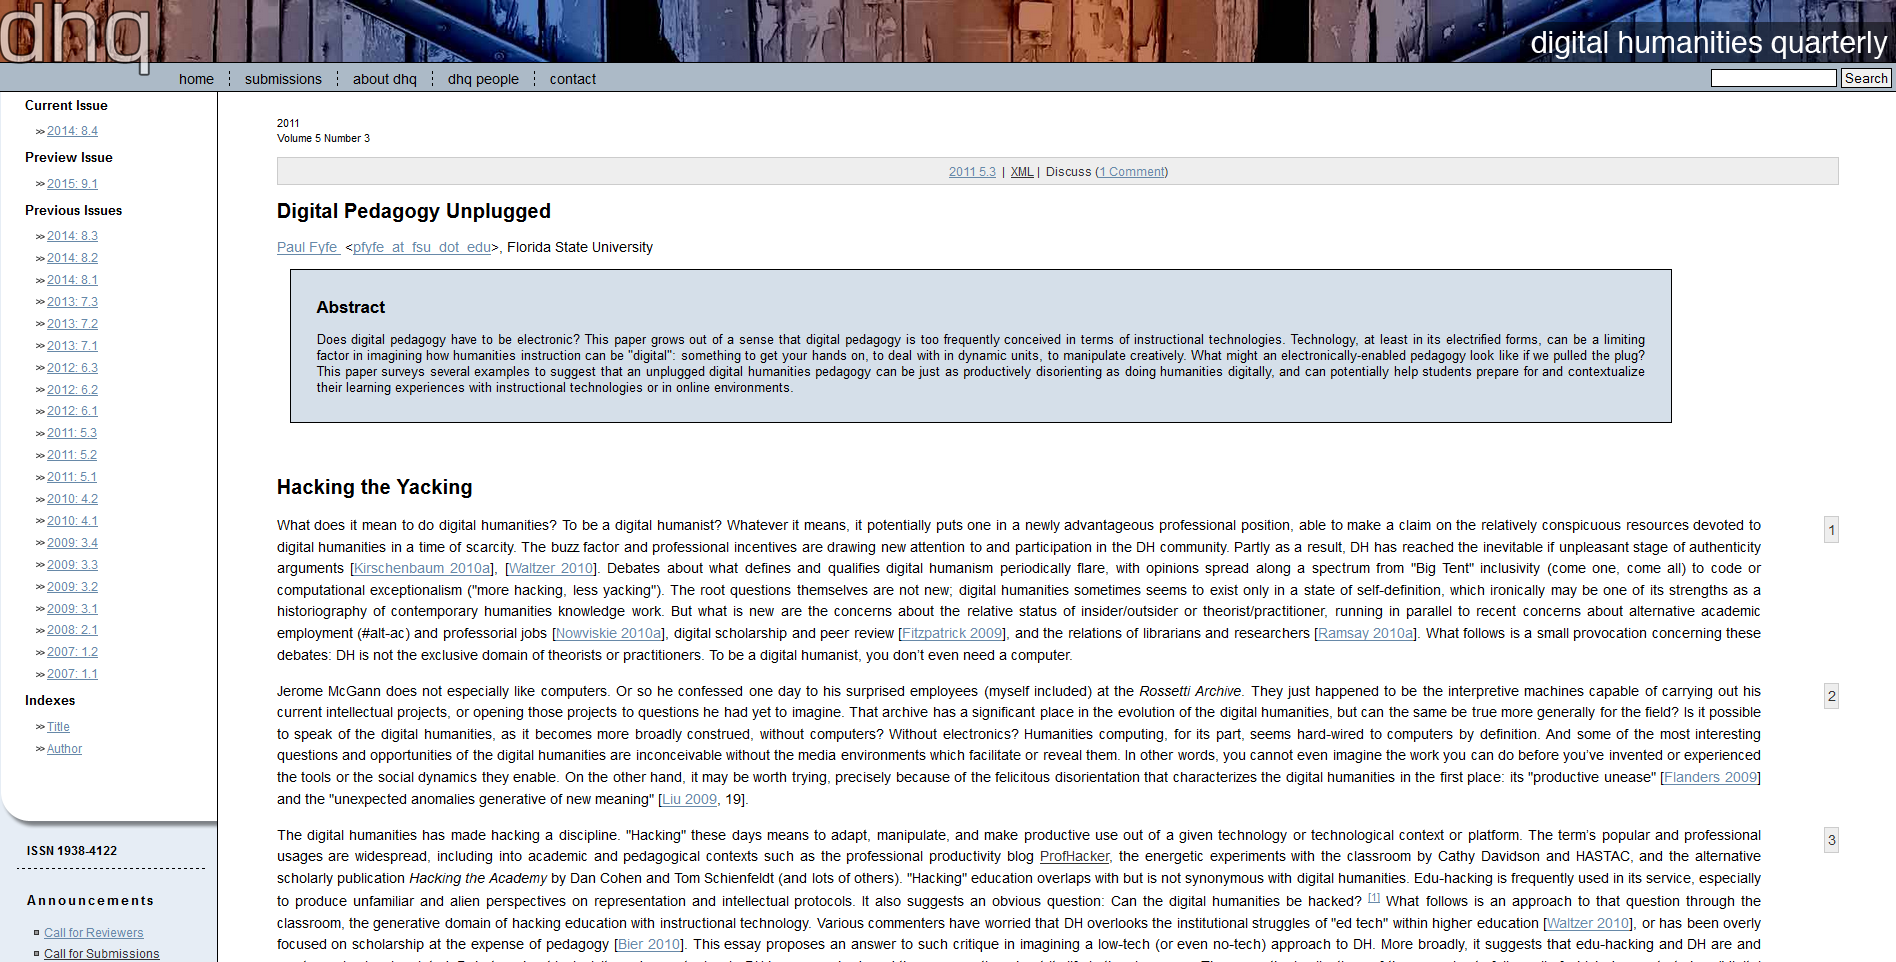 dhq
digital humanities quarterly
home
submissions
about dhq
dhq people
contact
Search
Current Issue
>> 2014: 8.4
Preview Issue
>> 2015: 9.1
Previous Issues
>> 2014: 8.3
>> 2014: 8.2
>> 2014: 8.1
>> 2013: 7.3
>> 2013: 7.2
>> 2013: 7.1
>> 2012: 6.3
>> 2012: 6.2
>> 2012: 6.1
>> 2011: 5.3
>> 2011: 5.2
>> 2011: 5.1
>> 2010: 4.2
>> 2010: 4.1
>> 2009: 3.4
>> 2009: 3.3
>> 2009: 3.2
>> 2009: 3.1
>> 2008: 2.1
>> 2007: 1.2
>> 2007: 1.1
Indexes
>> Title
>> Author
ISSN 1938-4122
Announcements
Call for Reviewers
Call for Submissions
2011
Volume 5 Number 3
2011 5.3 | XML | Discuss (1 Comment)
Digital Pedagogy Unplugged
Paul Fyfe <pfyfe_at_fsu_dot_edu>, Florida State University
Abstract
Does digital pedagogy have to be electronic? This paper grows out of a sense that digital pedagogy is too frequently conceived in terms of instructional technologies. Technology, at least in its electrified forms, can be a limiting
factor in imagining how humanities instruction can be "digital": something to get your hands on, to deal with in dynamic units, to manipulate creatively. What might an electronically-enabled pedagogy look like if we pulled the plug?
This paper surveys several examples to suggest that an unplugged digital humanities pedagogy can be just as productively disorienting as doing humanities digitally, and can potentially help students prepare for and contextualize
their learning experiences with instructional technologies or in online environments.
Hacking the Yacking
What does it mean to do digital humanities? To be a digital humanist? Whatever it means, it potentially puts one in a newly advantageous professional position, able to make a claim on the relatively conspicuous resources devoted to
1
digital humanities in a time of scarcity. The buzz factor and professional incentives are drawing new attention to and participation in the DH community. Partly as a result, DH has reached the inevitable if unpleasant stage of authenticity
arguments [Kirschenbaum 2010a], [Waltzer 2010]. Debates about what defines and qualifies digital humanism periodically flare, with opinions spread along a spectrum from "Big Tent" inclusivity (come one, come all) to code or
computational exceptionalism ("more hacking, less yacking"). The root questions themselves are not new; digital humanities sometimes seems to exist only in a state of self-definition, which ironically may be one of its strengths as a
historiography of contemporary humanities knowledge work. But what is new are the concerns about the relative status of insider/outsider or theorist/practitioner, running in parallel to recent concerns about alternative academic
employment (#alt-ac) and professorial jobs [Nowviskie 2010a], digital scholarship and peer review [Fitzpatrick 2009], and the relations of librarians and researchers [Ramsay 2010a]. What follows is a small provocation concerning these
debates: DH is not the exclusive domain of theorists or practitioners. To be a digital humanist, you don't even need a computer.
Jerome McGann does not especially like computers. Or so he confessed one day to his surprised employees (myself included) at the Rossetti Archive. They just happened to be the interpretive machines capable of carrying out his
2
current intellectual projects, or opening those projects to questions he had yet to imagine. That archive has a significant place in the evolution of the digital humanities, but can the same be true more generally for the field? Is it possible
to speak of the digital humanities, as it becomes more broadly construed, without computers? Without electronics? Humanities computing, for its part, seems hard-wired to computers by definition. And some of the most interesting
questions and opportunities of the digital humanities are inconceivable without the media environments which facilitate or reveal them. In other words, you cannot even imagine the work you can do before you've invented or experienced
the tools or the social dynamics they enable. On the other hand, it may be worth trying, precisely because of the felicitous disorientation that characterizes the digital humanities in the first place: its "productive unease" [Flanders 2009]
and the "unexpected anomalies generative of new meaning" [Liu 2009, 19].
The digital humanities has made hacking a discipline. "Hacking" these days means to adapt, manipulate, and make productive use out of a given technology or technological context or platform. The term's popular and professional
3
usages are widespread, including into academic and pedagogical contexts such as the professional productivity blog ProfHacker, the energetic experiments with the classroom by Cathy Davidson and HASTAC, and the alternative
scholarly publication Hacking the Academy by Dan Cohen and Tom Schienfeldt (and lots of others). "Hacking" education overlaps with but is not synonymous with digital humanities. Edu-hacking is frequently used in its service, especially
to produce unfamiliar and alien perspectives on representation and intellectual protocols. It also suggests an obvious question: Can the digital humanities be hacked? [1] What follows is an approach to that question through the
classroom, the generative domain of hacking education with instructional technology. Various commenters have worried that DH overlooks the institutional struggles of "ed tech" within higher education [Waltzer 2010], or has been overly
focused on scholarship at the expense of pedagogy [Bier 2010]. This essay proposes an answer to such critique in imagining a low-tech (or even no-tech) approach to DH. More broadly, it suggests that edu-hacking and DH are and